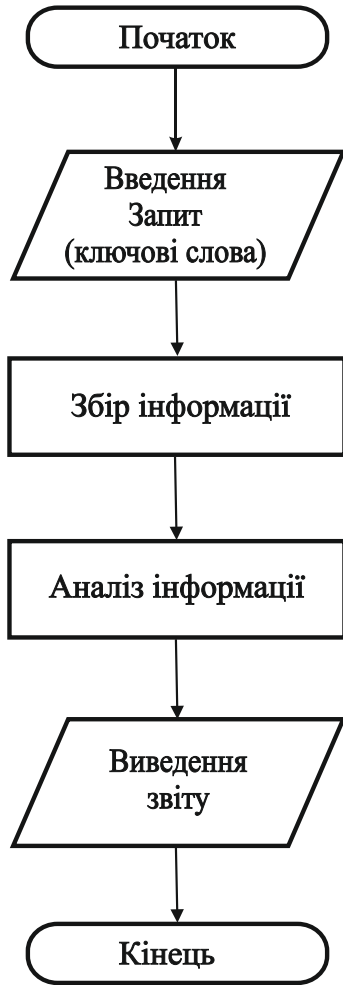 Початок
Введення
Запит
(ключові слова)
Збір інформації
Аналіз інформації
Виведення
звіту
Кінець